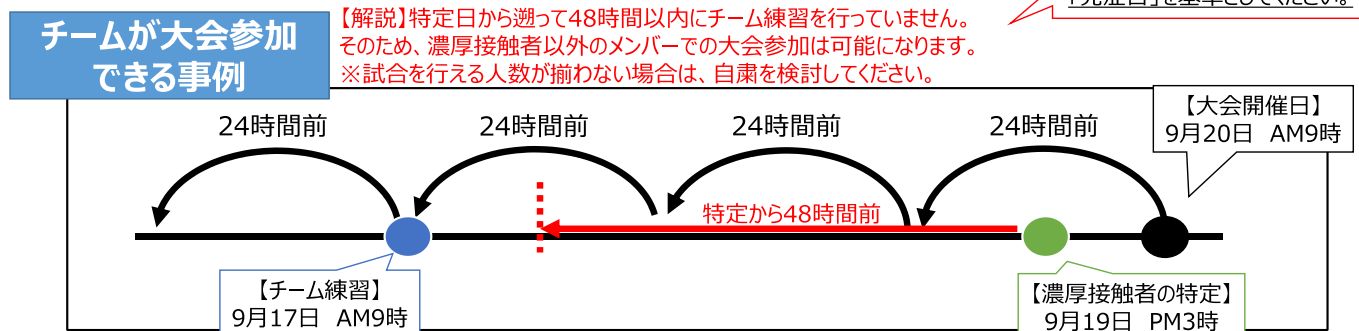 「発症日」を基準としてください。
チームが大会参加
できる事例
【解説】特定日から遡って48時間以内にチーム練習を行っていません。
そのため、濃厚接触者以外のメンバーでの大会参加は可能になります。
※試合を行える人数が揃わない場合は、自粛を検討してください。
【大会開催日】
9月20日 AM9時
24時間前
24時間前
24時間前
24時間前
特定から48時間前
【チーム練習】
9月17日 AM9時
【濃厚接触者の特定】
9月19日 PM3時